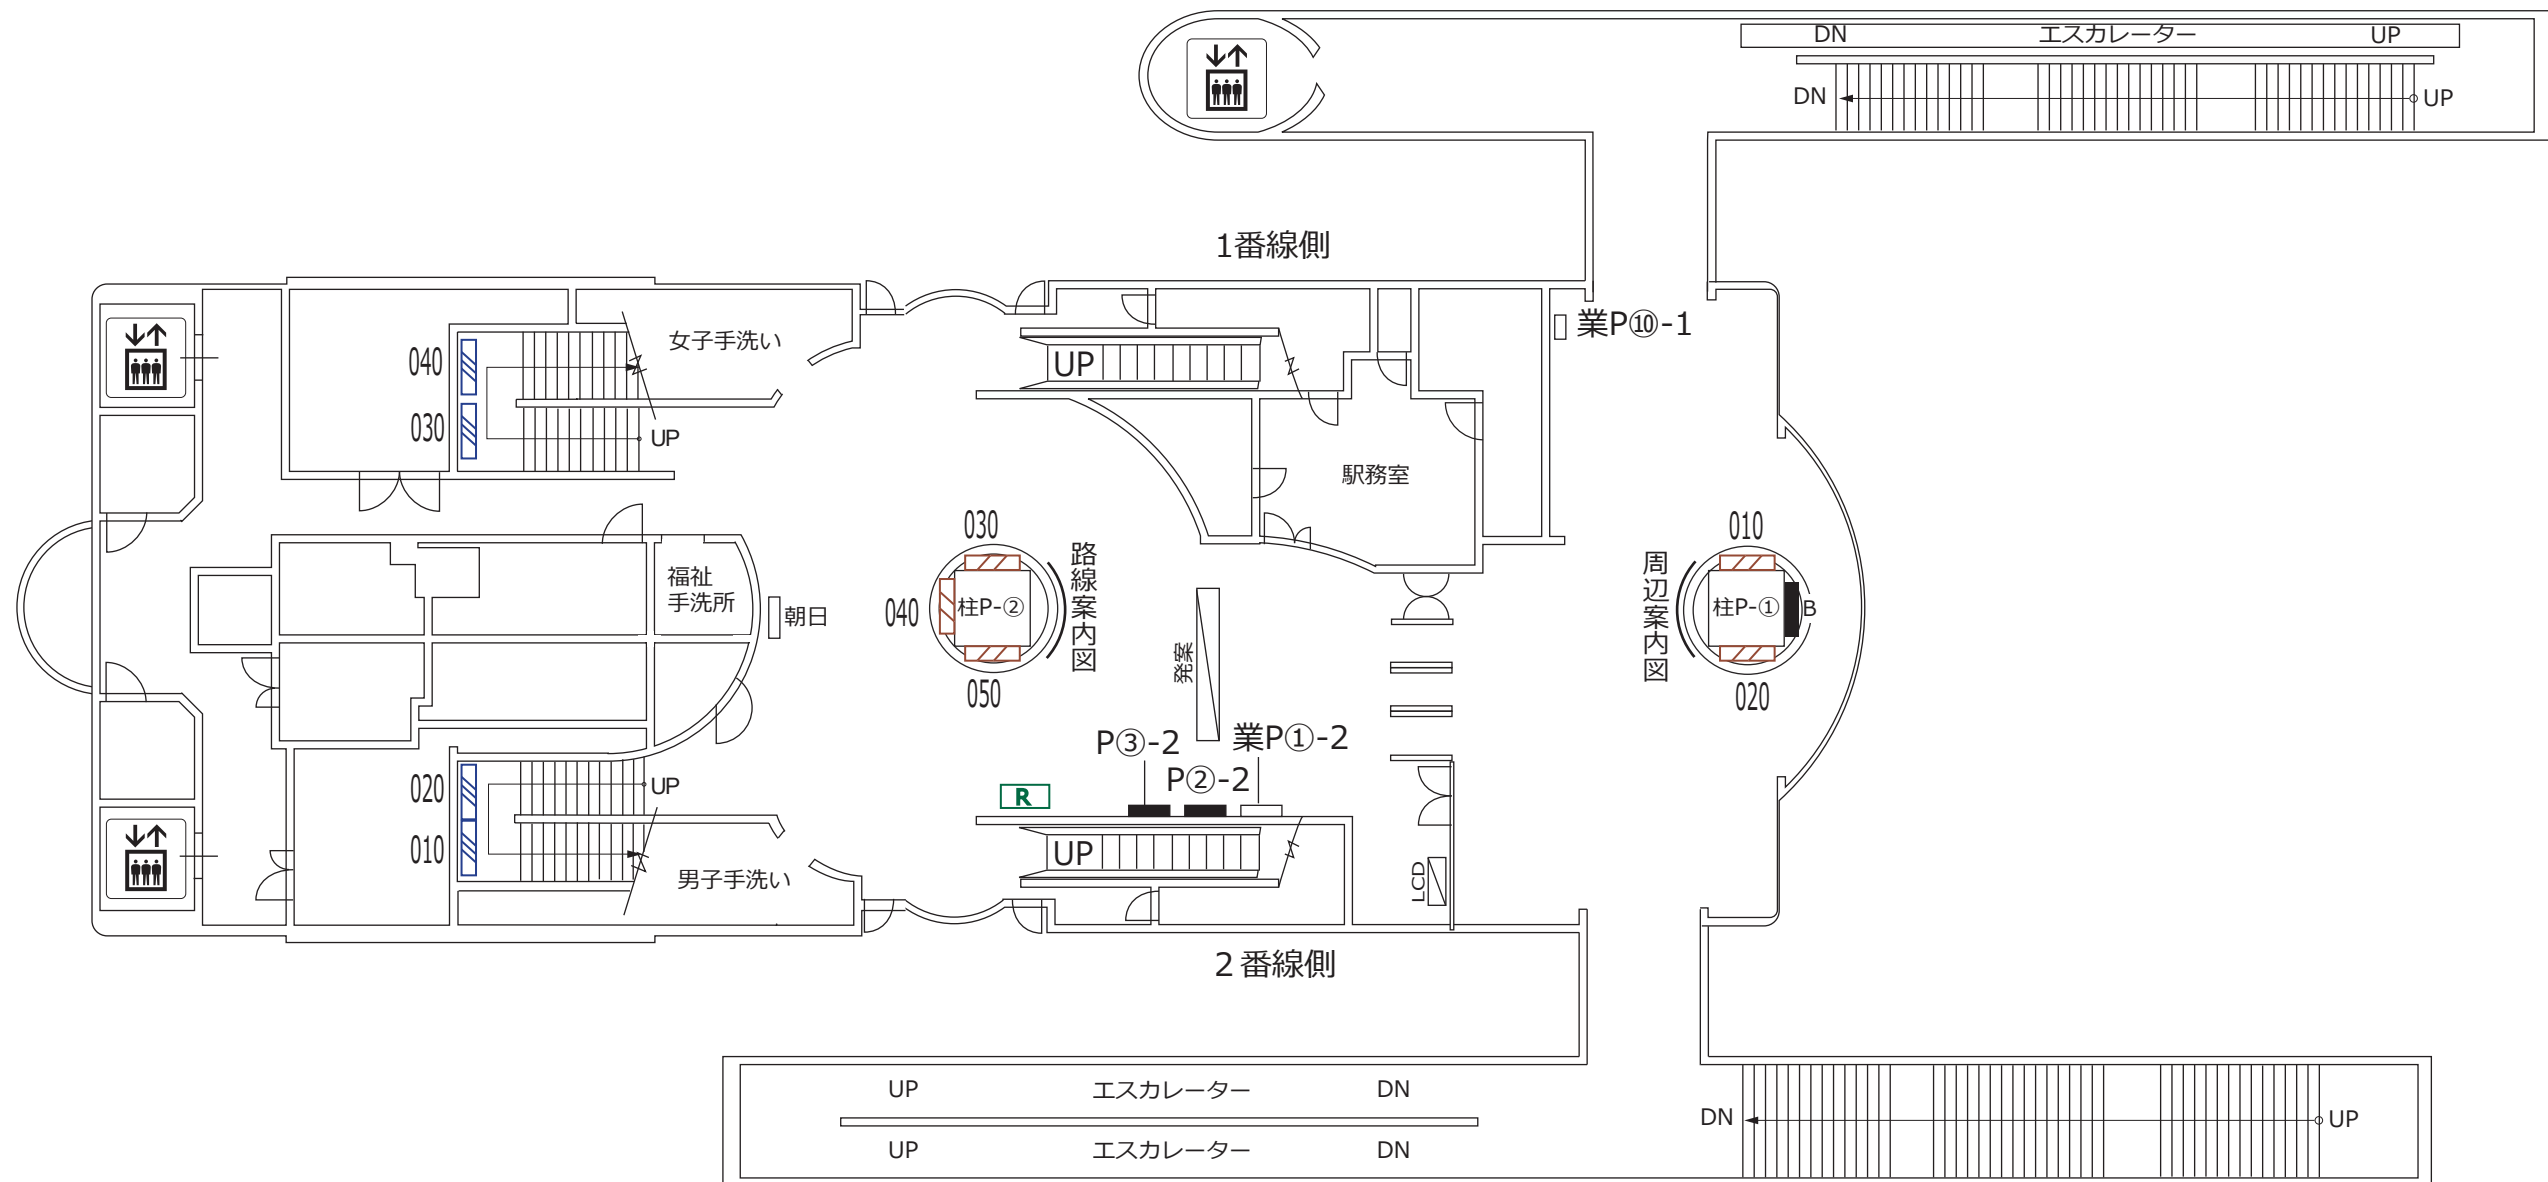 DN エスカレーター UP
DN UP
1番線側
業P⑩-1
女子手洗い
UP
040
030
UP
駅務室
030
路線案内図
040
柱P-②
050
福祉
手洗所
朝日
発案
周辺案内図
010
柱P-①
B
020
P③-2
業P①-2
P②-2
R
020
UP
010
UP
男子手洗い
LCD
2番線側
UP エスカレーター DN
UP エスカレーター DN
DN UP